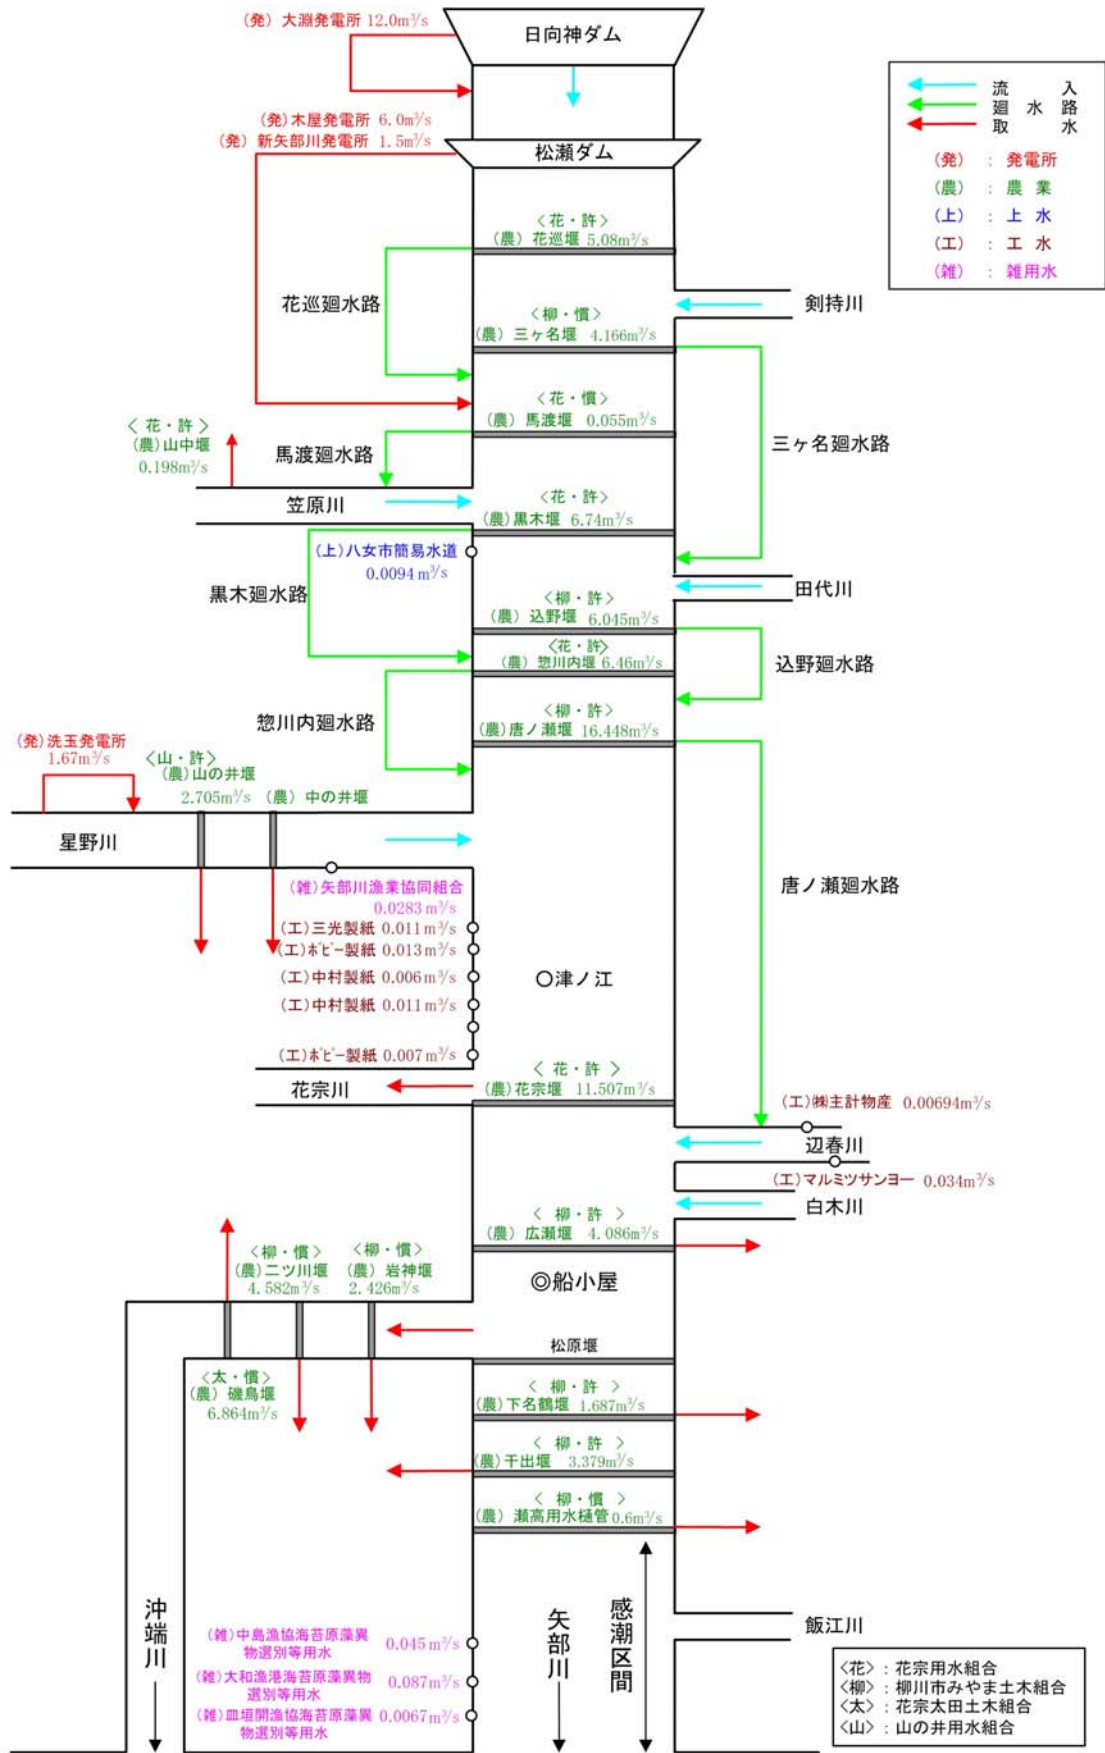 (発) 大淵発電所 12.0m³/s
日向神ダム
流 入
廻 水 路
取 水
(発) : 発電所
(農) : 農 業
(上) : 上 水
(工) : 工 水
(雑) : 雑用水
(発)木屋発電所 6.0m³/s
(発) 新矢部川発電所 1.5m³/s
松瀬ダム
〈花・許〉
(農) 花巡堰 5.08m³/s
花巡廻水路
剣持川
〈柳・慣〉
(農) 三ヶ名堰 4.166m³/s
〈花・慣〉
(農) 馬渡堰 0.055m³/s
〈 花・許 〉
(農)山中堰
0.198m³/s
馬渡廻水路
三ヶ名廻水路
笠原川
〈花・許〉
(農)黒木堰 6.74m³/s
(上)八女市簡易水道
0.0094 m³/s
黒木廻水路
田代川
〈柳・許〉
(農) 込野堰 6.045m³/s
〈花・許〉
(農) 惣川内堰 6.46m³/s
込野廻水路
惣川内廻水路
〈柳・許〉
(農)唐ノ瀬堰 16.448m³/s
(発)洗玉発電所
1.67m³/s
〈山・許〉
(農)山の井堰
2.705m³/s
(農) 中の井堰
星野川
唐ノ瀬廻水路
(雑)矢部川漁業協同組合
0.0283 m³/s
(工)三光製紙 0.011m³/s
(工)ﾎﾟﾋﾟｰ製紙 0.013m³/s
(工)中村製紙 0.006m³/s
○津ノ江
(工)中村製紙 0.011m³/s
(工)ﾎﾟﾋﾟｰ製紙 0.007m³/s
花宗川
〈 花・許 〉
(農)花宗堰 11.507m³/s
(工)㈱主計物産 0.00694m³/s
辺春川
(工)マルミツサンヨー 0.034m³/s
白木川
〈 柳・許 〉
(農) 広瀬堰 4.086m³/s
〈柳・慣〉
(農)二ツ川堰
4.582m³/s
〈柳・慣〉
(農) 岩神堰
2.426m³/s
◎船小屋
松原堰
〈太・慣〉
(農) 磯鳥堰
6.864m³/s
〈 柳・許 〉
(農)下名鶴堰 1.687m³/s
〈 柳・許 〉
(農)干出堰 3.379m³/s
〈 柳・慣 〉
(農) 瀬高用水樋管 0.6m³/s
沖端川
矢部川
感潮区間
飯江川
(雑)中島漁協海苔原藻異
物選別等用水
0.045 m³/s
(雑)大和漁港海苔原藻異物
選別等用水
0.087m³/s
(雑)皿垣開漁協海苔原藻異
物選別等用水
0.0067m³/s
〈花〉 : 花宗用水組合
〈柳〉 : 柳川市みやま土木組合
〈太〉 : 花宗太田土木組合
〈山〉 : 山の井用水組合